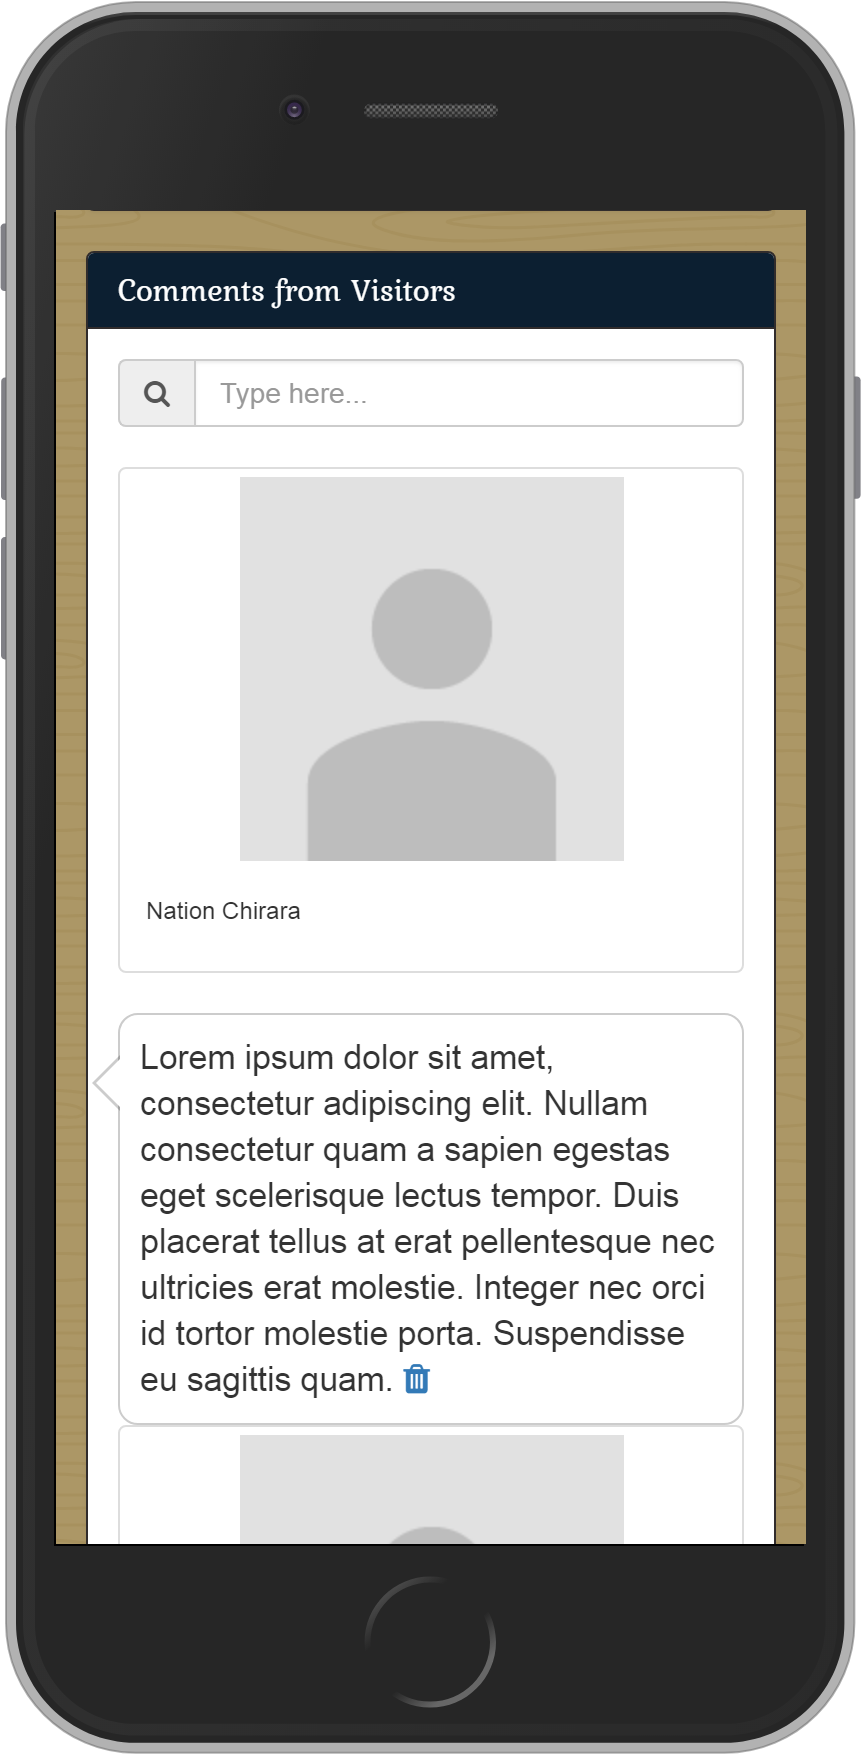 Comments from Visitors
Type here...
Nation Chirara
Lorem ipsum dolor sit amet,
consectetur adipiscing elit. Nullam
consectetur quam a sapien egestas
eget scelerisque lectus tempor. Duis
placerat tellus at erat pellentesque nec
ultricies erat molestie. Integer nec orci
id tortor molestie porta. Suspendisse
eu sagittis quam.